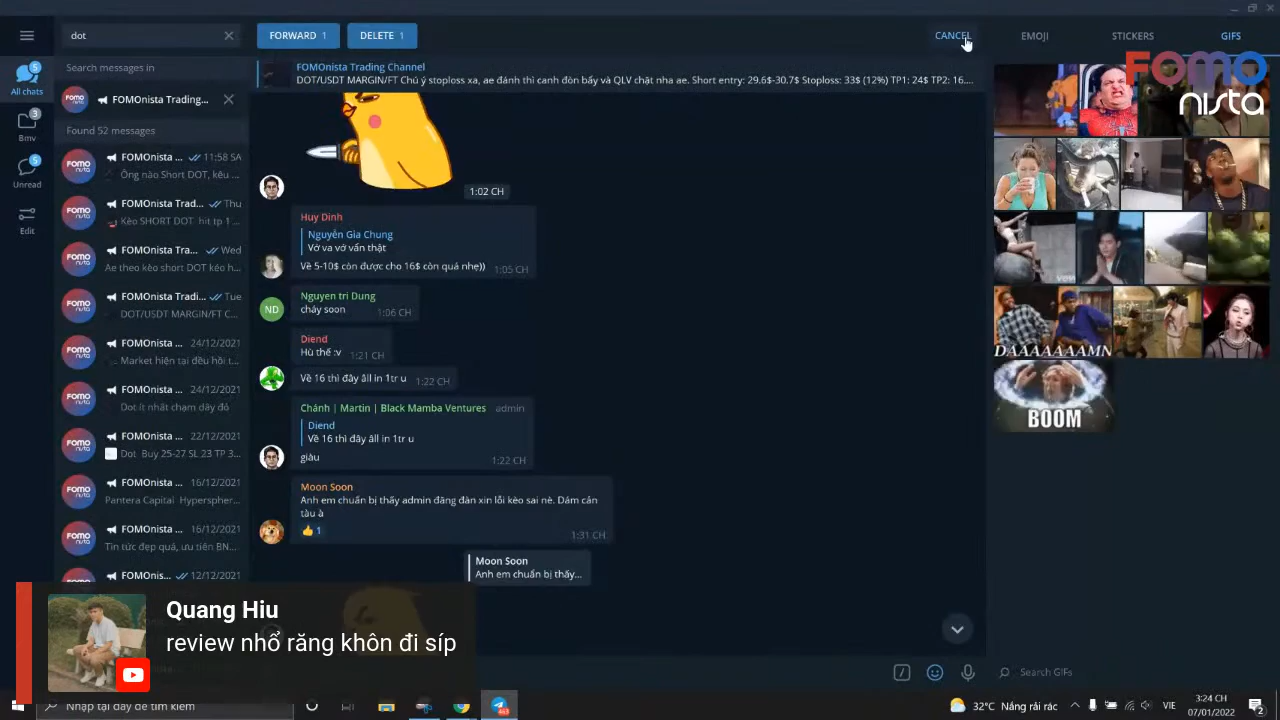 dot
FORWARD 1
DELETE 1
CANCEL
EMOJI
STICKERS
GIFS
FOMO
nista
All chats
5
Bmv
3
Unread
5
Edit
Search messages in
FOMOnista Trading...
Found 52 messages
FOMOnista ... 11:58 SA
Ông nào Short DOT, kêu ...
FOMOnista Trad... Thu
Kèo SHORT DOT hit tp 1 ...
FOMOnista Tra... Wed
Ae theo kèo short DOT kéo h...
FOMOnista Tradi... Tue
DOT/USDT MARGIN/FT C...
FOMOnista ... 24/12/2021
Market hiện tại đều hồi t...
FOMOnista ... 24/12/2021
Dot ít nhất chạm dây đỏ
FOMOnista ... 22/12/2021
Dot Buy 25-27 SL 23 TP 3...
FOMOnista ... 16/12/2021
Pantera Capital Hyperspher...
FOMOnista ... 16/12/2021
Tin tức đẹp quá, ưu tiên BN...
FOMOnis... 12/12/2021
FOMOnista Trading Channel
DOT/USDT MARGIN/FT Chú ý stoploss xa, ae đánh thì canh đòn bẩy và QLV chặt nha ae. Short entry: 29.6$-30.7$ Stoploss: 33$ (12%) TP1: 24$ TP2: 16....
1:02 CH
Huy Dinh
Nguyễn Gia Chung
Vớ va vớ vẩn thật
Về 5-10$ còn được cho 16$ còn quá nhẹ)) 1:05 CH
ND
Nguyen tri Dung
cháy soon 1:06 CH
Diend
Hù thế :v 1:21 CH
Về 16 thì đây âll in 1tr u 1:22 CH
Chánh | Martin | Black Mamba Ventures admin
Diend
Về 16 thì đây âll in 1tr u
giàu 1:22 CH
Moon Soon
Anh em chuẩn bị thấy admin đăng đàn xin lỗi kèo sai nè. Dám cản
tàu à
1
1:31 CH
Moon Soon
Anh em chuẩn bị thấy...
DAAAAAAAMN
BOOM
Search GIFs
Quang Hiu
review nhổ răng khôn đi síp
Nhập tại đây để tìm kiếm
463
32°C Nắng rải rác
VIE
3:24 CH
07/01/2022
2